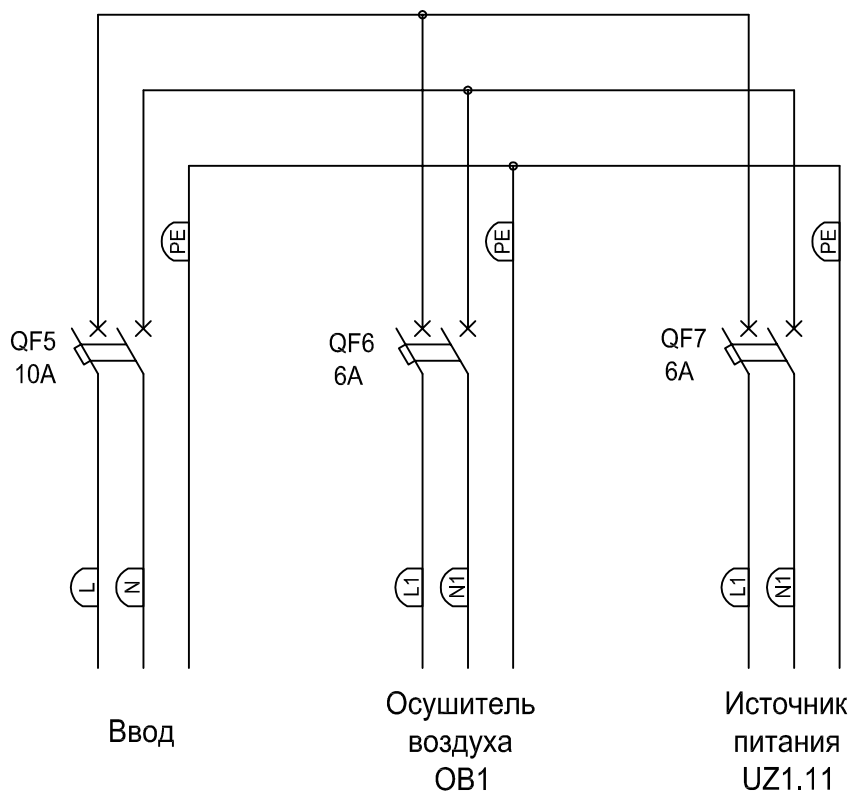 PE
PE
PE
QF5
10A
QF6
6A
QF7
6A
L
N
L1
N1
L1
N1
Ввод
Осушитель
воздуха
ОВ1
Источник
питания
UZ1.11